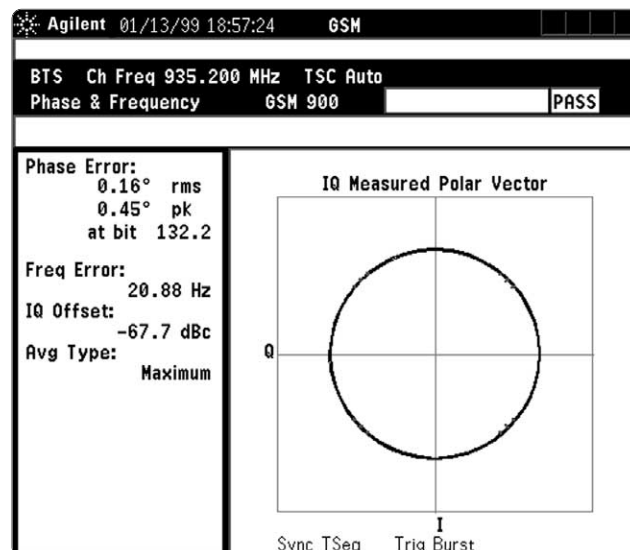 Agilent 01/13/99 18:57:24 GSM
BTS Ch Freq 935.200 MHz TSC Auto
Phase & Frequency GSM 900 PASS
Phase Error:
0.16° rms
0.45° pk
at bit 132.2
Freq Error:
20.88 Hz
IQ Offset:
-67.7 dBc
Avg Type:
Maximum
IQ Measured Polar Vector
Q
I
Sync TSeq Trig Burst